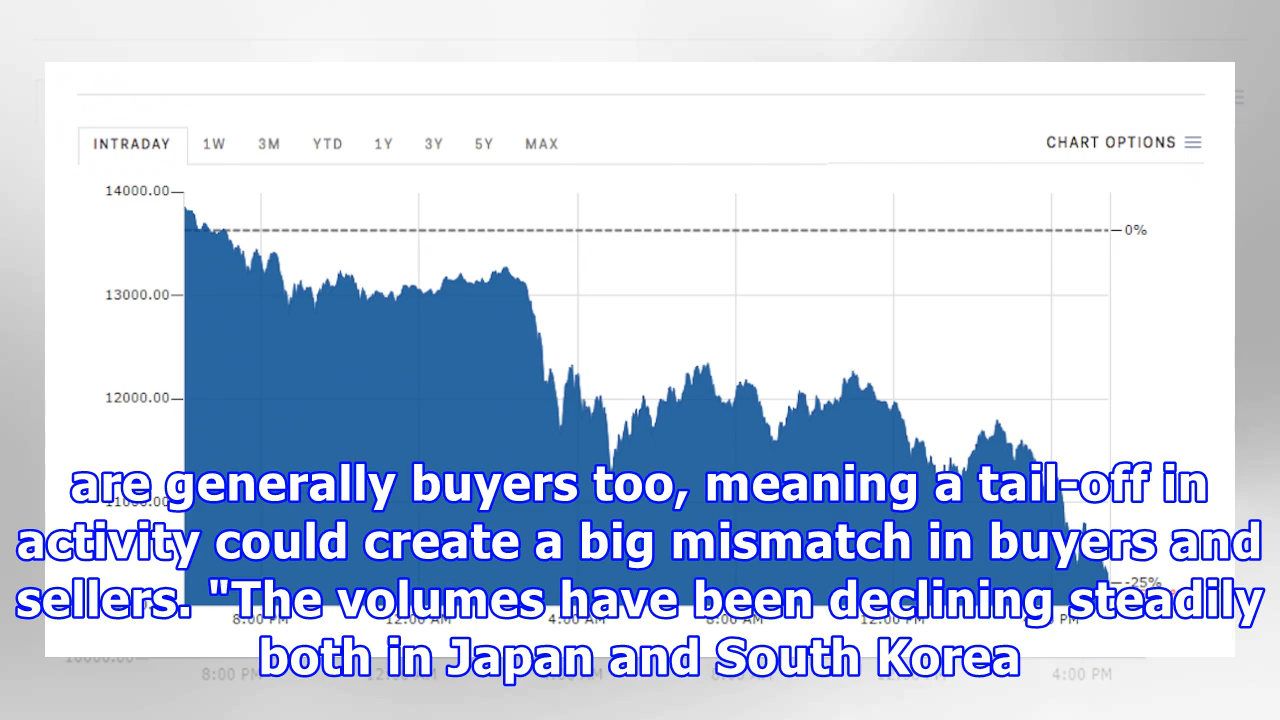 INTRADAY 1W 3M YTD 1Y 3Y 5Y MAX CHART OPTIONS
14000.00
0%
13000.00
12000.00
are generally buyers too, meaning a tail-off in
activity could create a big mismatch in buyers and
-25%
sellers. "The volumes have been declining steadily
8:00 PM 12:00 AM 4:00 AM 8:00 AM 12:00 PM
both in Japan and South Korea
8:00 PM 4:00 PM